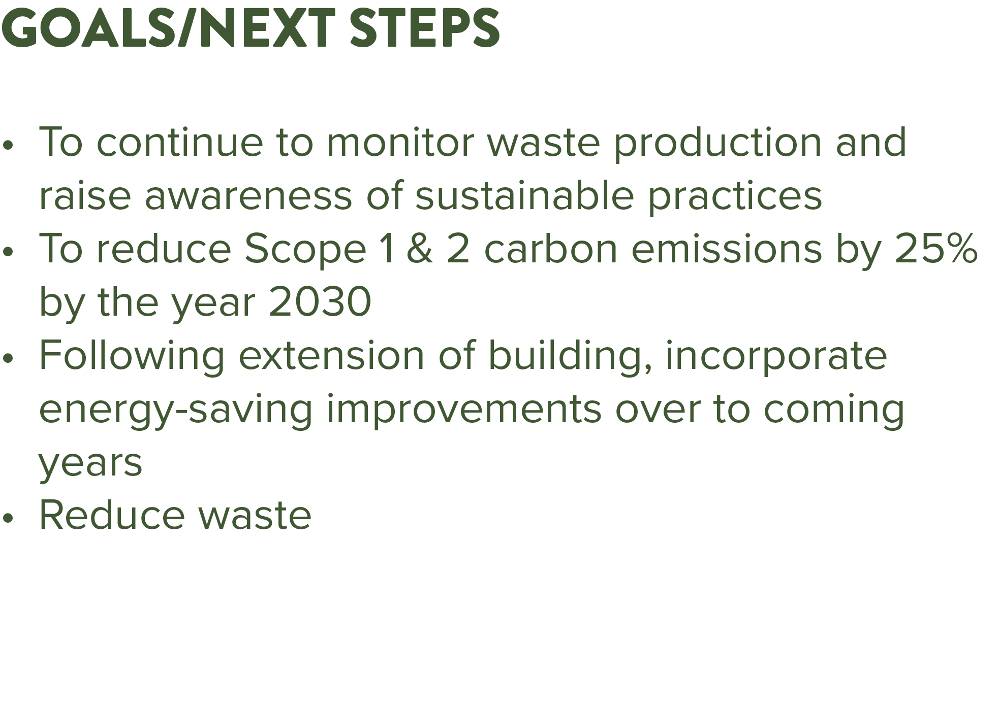 GOALS/NEXT STEPS
• To continue to monitor waste production and
raise awareness of sustainable practices
• To reduce Scope 1 & 2 carbon emissions by 25%
by the year 2030
• Following extension of building, incorporate
energy-saving improvements over to coming
years
• Reduce waste